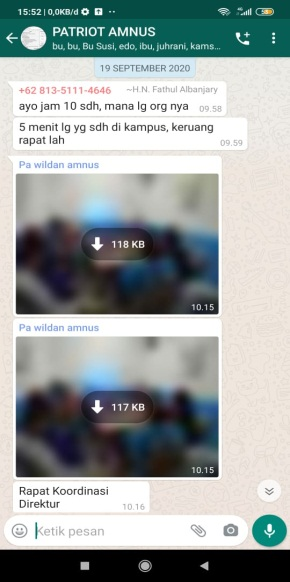 15:52 | 0,0KB/d
PATRIOT AMNUS
bu, bu, Bu Susi, edo, ibu, juhrani, kams...
19 SEPTEMBER 2020
+62 813-5111-4646 ~H.N. Fathul Albanjary
ayo jam 10 sdh, mana lg org nya 09.58
5 menit lg yg sdh di kampus, keruang
rapat lah 09.59
Pa wildan amnus
118 KB
10.15
Pa wildan amnus
117 KB
10.15
Rapat Koordinasi
Direktur 10.16
Ketik pesan